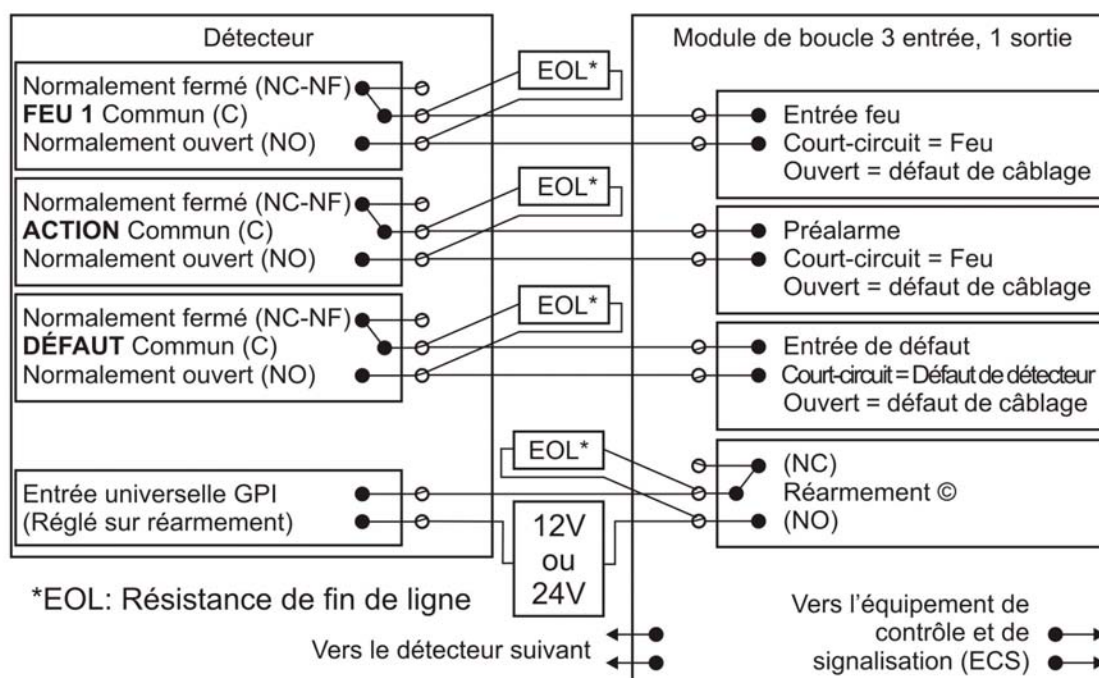 Détecteur
Normalement fermé (NC-NF)
FEU 1 Commun (C)
Normalement ouvert (NO)
EOL*
Normalement fermé (NC-NF)
ACTION Commun (C)
Normalement ouvert (NO)
EOL*
Normalement fermé (NC-NF)
DÉFAUT Commun (C)
Normalement ouvert (NO)
EOL*
Entrée universelle GPI
(Réglé sur réarmement)
EOL*
12V
ou
24V
*EOL: Résistance de fin de ligne
Vers le détecteur suivant
Module de boucle 3 entrée, 1 sortie
Entrée feu
Court-circuit = Feu
Ouvert = défaut de câblage
Préalarme
Court-circuit = Feu
Ouvert = défaut de câblage
Entrée de défaut
Court-circuit = Défaut de détecteur
Ouvert = défaut de câblage
(NC)
Réarmement ©
(NO)
Vers l’équipement de
contrôle et de
signalisation (ECS)